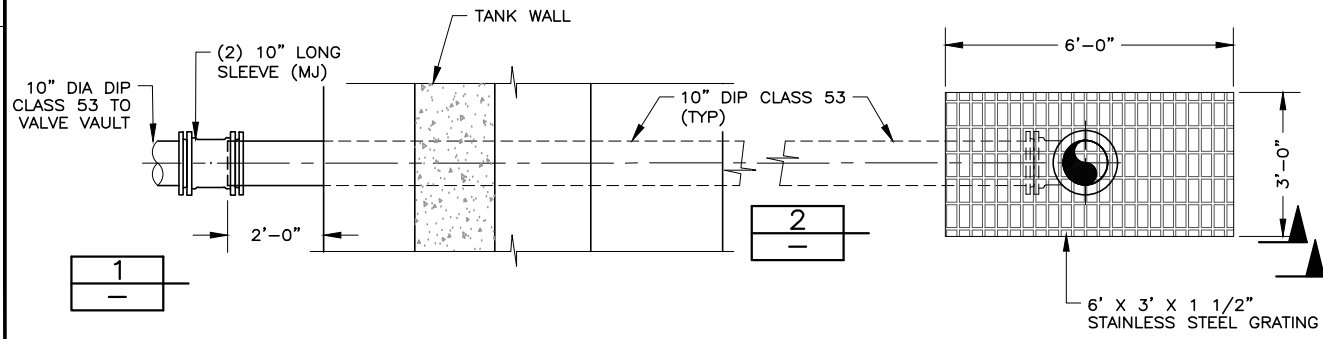 TANK WALL
(2) 10" LONG
SLEEVE (MJ)
10" DIA DIP
CLASS 53 TO
VALVE VAULT
10" DIP CLASS 53
(TYP)
6'-0"
3'-0"
2'-0"
1
–
2
–
6' X 3' X 1 1/2"
STAINLESS STEEL GRATING